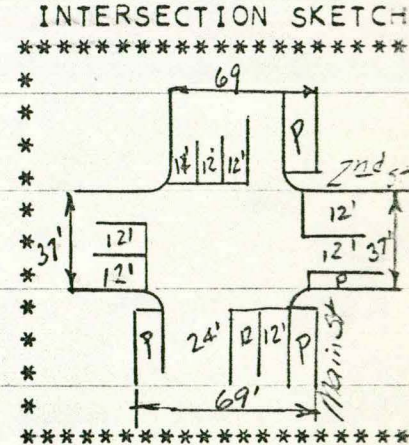 INTERSECTION SKETCH
69
P
12' 12' 12'
2nd St
37'
12'
12' 37'
12'
12'
P
P 24' 12 12' P
Main St
69'